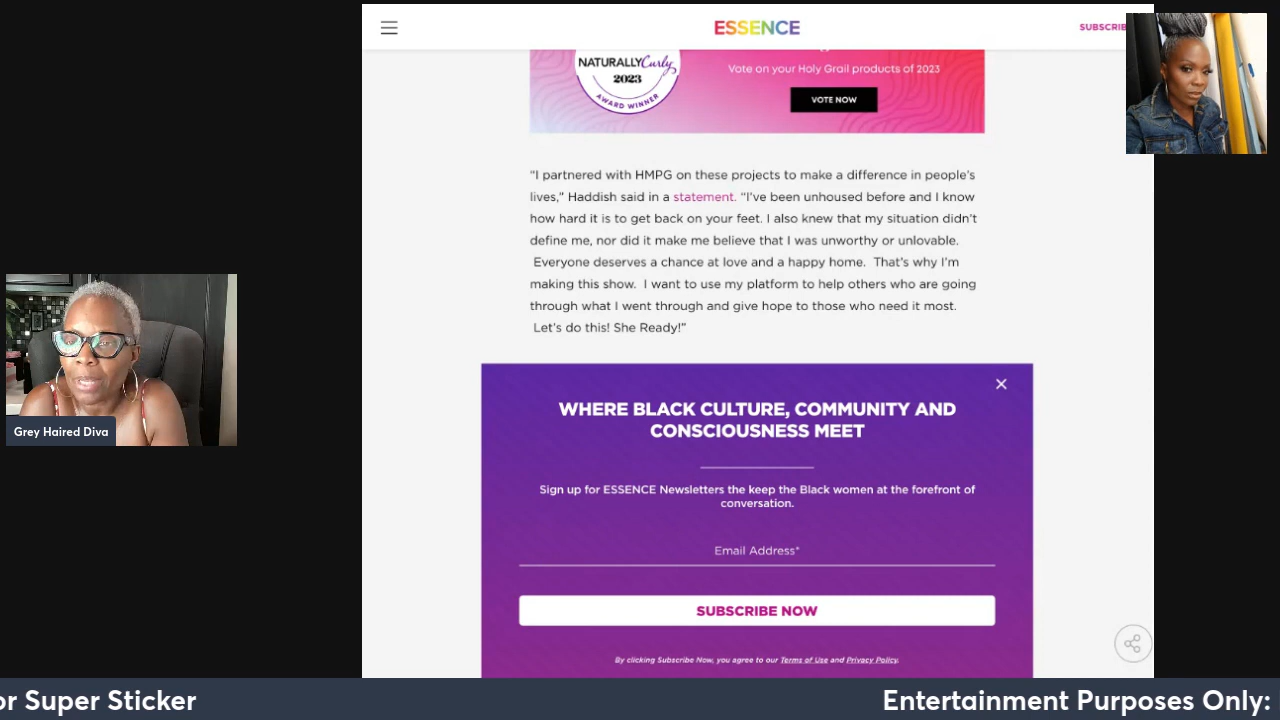 ESSENCE
SUBSCRIBE
NATURALLYCurly
2023
AWARD WINNER
Vote on your Holy Grail products of 2023
VOTE NOW
“I partnered with HMPG on these projects to make a difference in people’s
lives,” Haddish said in a statement. “I’ve been unhoused before and I know
how hard it is to get back on your feet. I also knew that my situation didn’t
define me, nor did it make me believe that I was unworthy or unlovable.
Everyone deserves a chance at love and a happy home.  That’s why I’m
making this show.  I want to use my platform to help others who are going
through what I went through and give hope to those who need it most.
Let’s do this! She Ready!”
Grey Haired Diva
WHERE BLACK CULTURE, COMMUNITY AND
CONSCIOUSNESS MEET
Sign up for ESSENCE Newsletters the keep the Black women at the forefront of
conversation.
Email Address*
SUBSCRIBE NOW
By clicking Subscribe Now, you agree to our Terms of Use and Privacy Policy.
or Super Sticker
Entertainment Purposes Only: